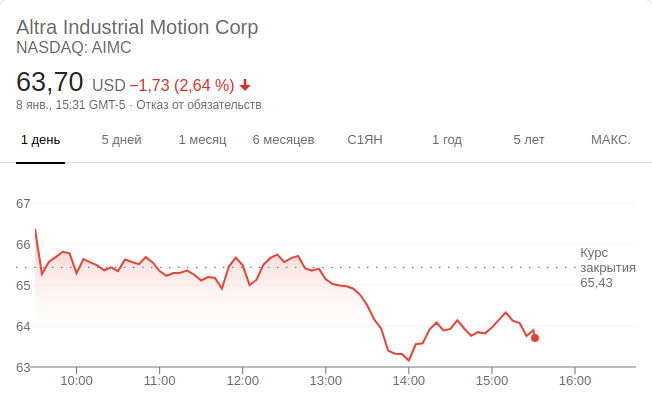 Altra Industrial Motion Corp
NASDAQ: AIMC
63,70 USD −1,73 (2,64 %)
8 янв., 15:31 GMT-5 · Отказ от обязательств
1 день 5 дней 1 месяц 6 месяцев С1ЯН 1 год 5 лет МАКС.
67
66
65
64
63
Курс
закрытия
65,43
10:00 11:00 12:00 13:00 14:00 15:00 16:00